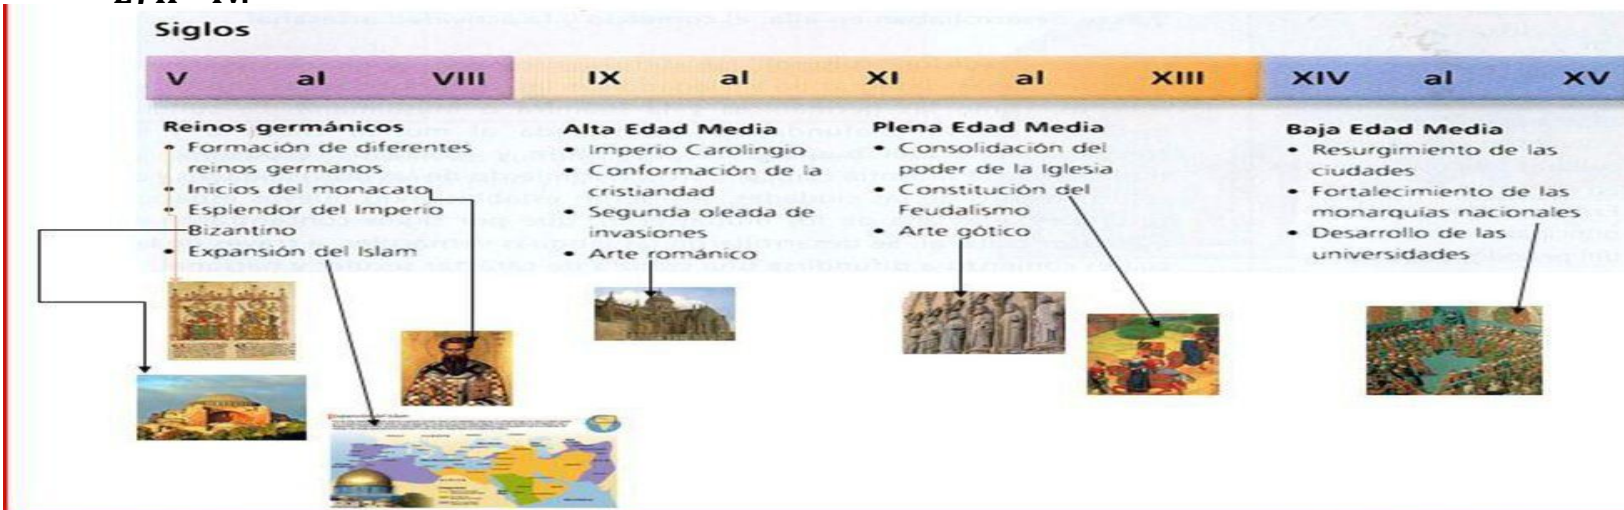 Siglos
V al VIII IX al XI al XIII XIV al XV
Reinos germánicos
• Formación de diferentes
reinos germanos
• Inicios del monacato
• Esplendor del Imperio
Bizantino
• Expansión del Islam
Alta Edad Media
• Imperio Carolingio
• Conformación de la
cristiandad
• Segunda oleada de
invasiones
• Arte románico
Plena Edad Media
• Consolidación del
poder de la Iglesia
• Constitución del
Feudalismo
• Arte gótico
Baja Edad Media
• Resurgimiento de las
ciudades
• Fortalecimiento de las
monarquías nacionales
• Desarrollo de las
universidades